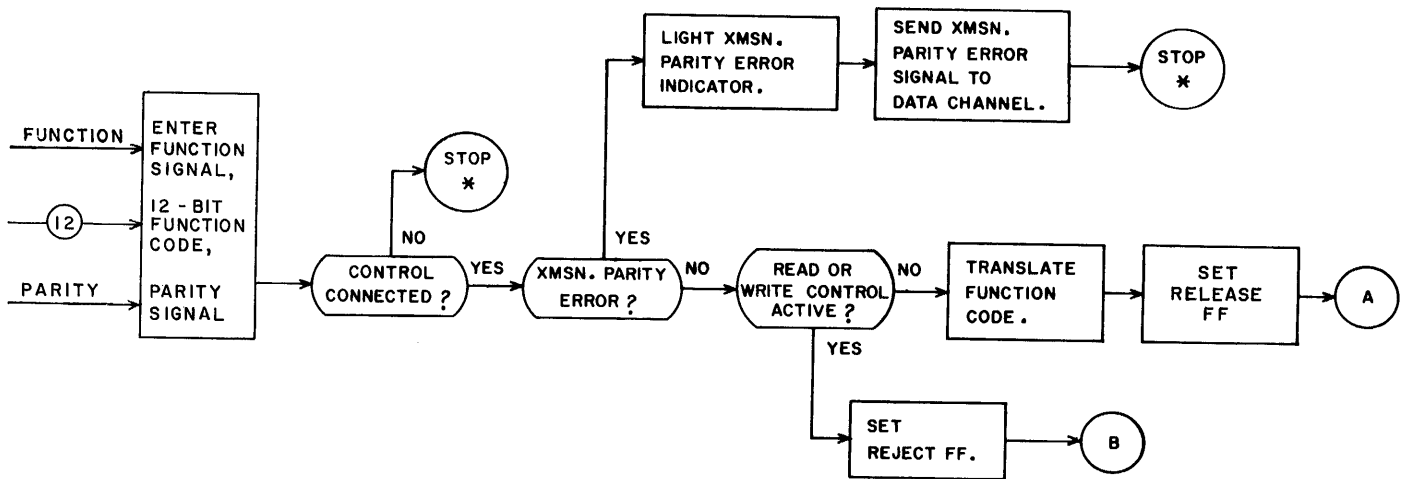 FUNCTION
12
PARITY
ENTER
FUNCTION
SIGNAL,
12 - BIT
FUNCTION
CODE,
PARITY
SIGNAL
CONTROL
CONNECTED?
NO
STOP
*
YES
XMSN. PARITY
ERROR?
YES
LIGHT XMSN.
PARITY ERROR
INDICATOR.
SEND XMSN.
PARITY ERROR
SIGNAL TO
DATA CHANNEL.
STOP
*
NO
READ OR
WRITE CONTROL
ACTIVE?
NO
TRANSLATE
FUNCTION
CODE.
SET
RELEASE
FF
A
YES
SET
REJECT FF.
B